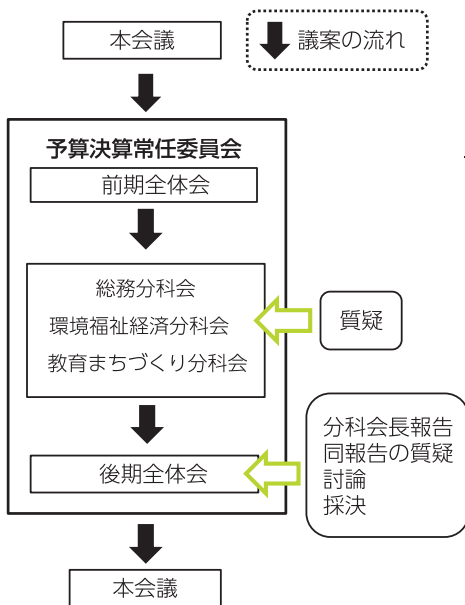 本会議
議案の流れ
予算決算常任委員会
前期全体会
総務分科会
環境福祉経済分科会
教育まちづくり分科会
質疑
後期全体会
分科会長報告
同報告の質疑
討論
採決
本会議